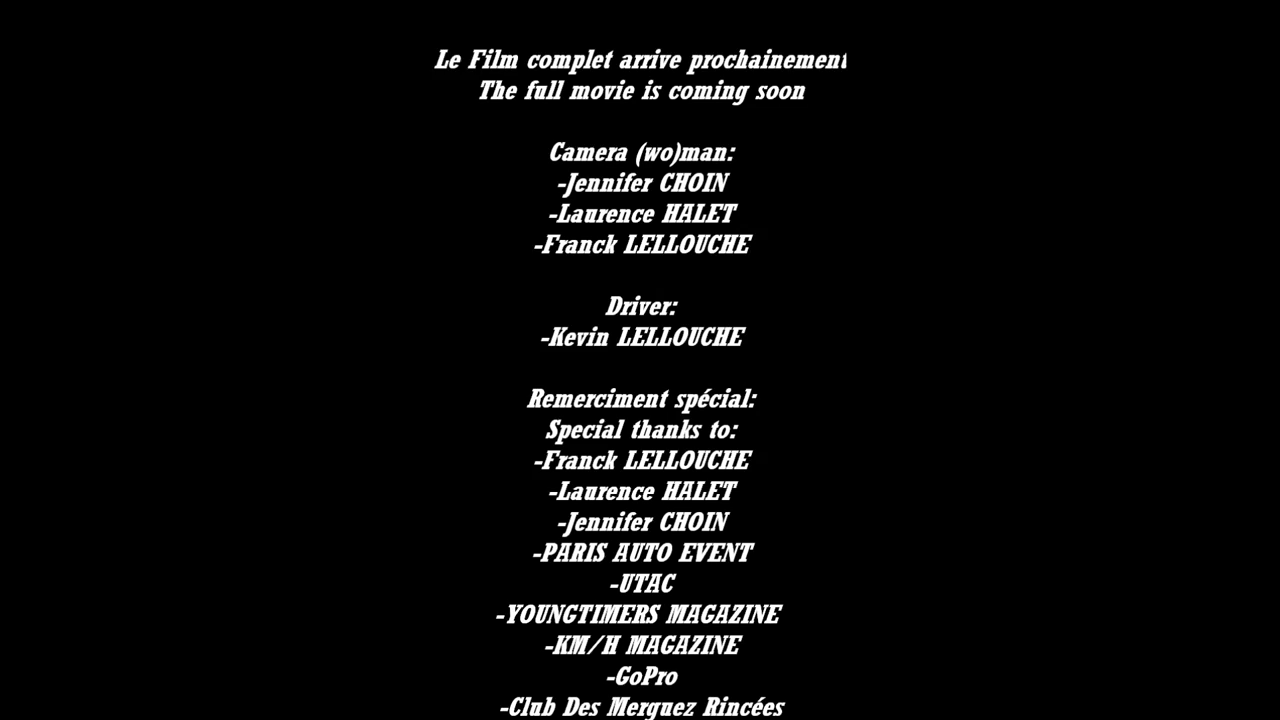 Le Film complet arrive prochainement
The full movie is coming soon
Camera (wo)man:
-Jennifer CHOIN
-Laurence HALET
-Franck LELLOUCHE
Driver:
-Kevin LELLOUCHE
Remerciment spécial:
Special thanks to:
-Franck LELLOUCHE
-Laurence HALET
-Jennifer CHOIN
-PARIS AUTO EVENT
-UTAC
-YOUNGTIMERS MAGAZINE
-KM/H MAGAZINE
-GoPro
-Club Des Merguez Rincées